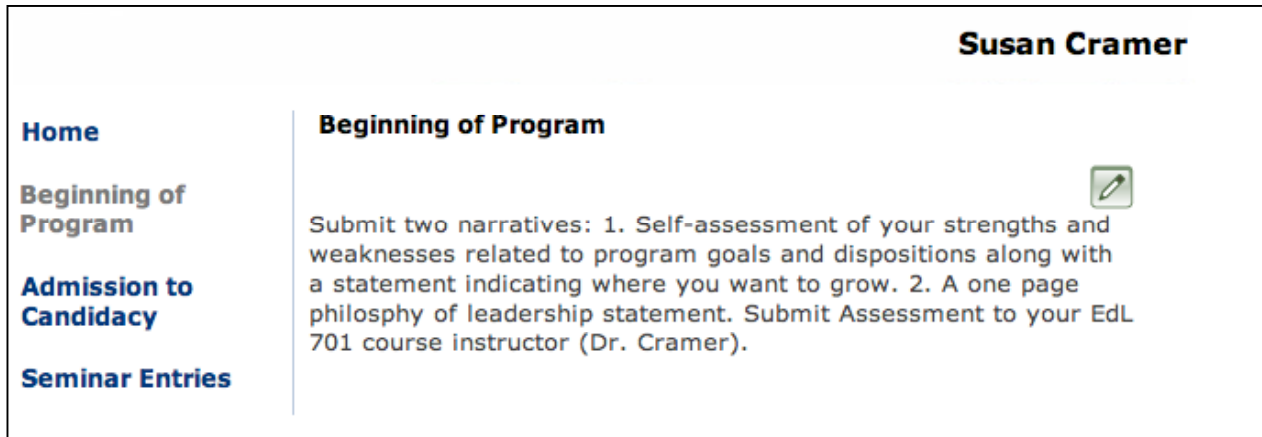 Susan Cramer
Home
Beginning of
Program
Admission to
Candidacy
Seminar Entries
Beginning of Program
Submit two narratives: 1. Self-assessment of your strengths and
weaknesses related to program goals and dispositions along with
a statement indicating where you want to grow. 2. A one page
philosphy of leadership statement. Submit Assessment to your EdL
701 course instructor (Dr. Cramer).